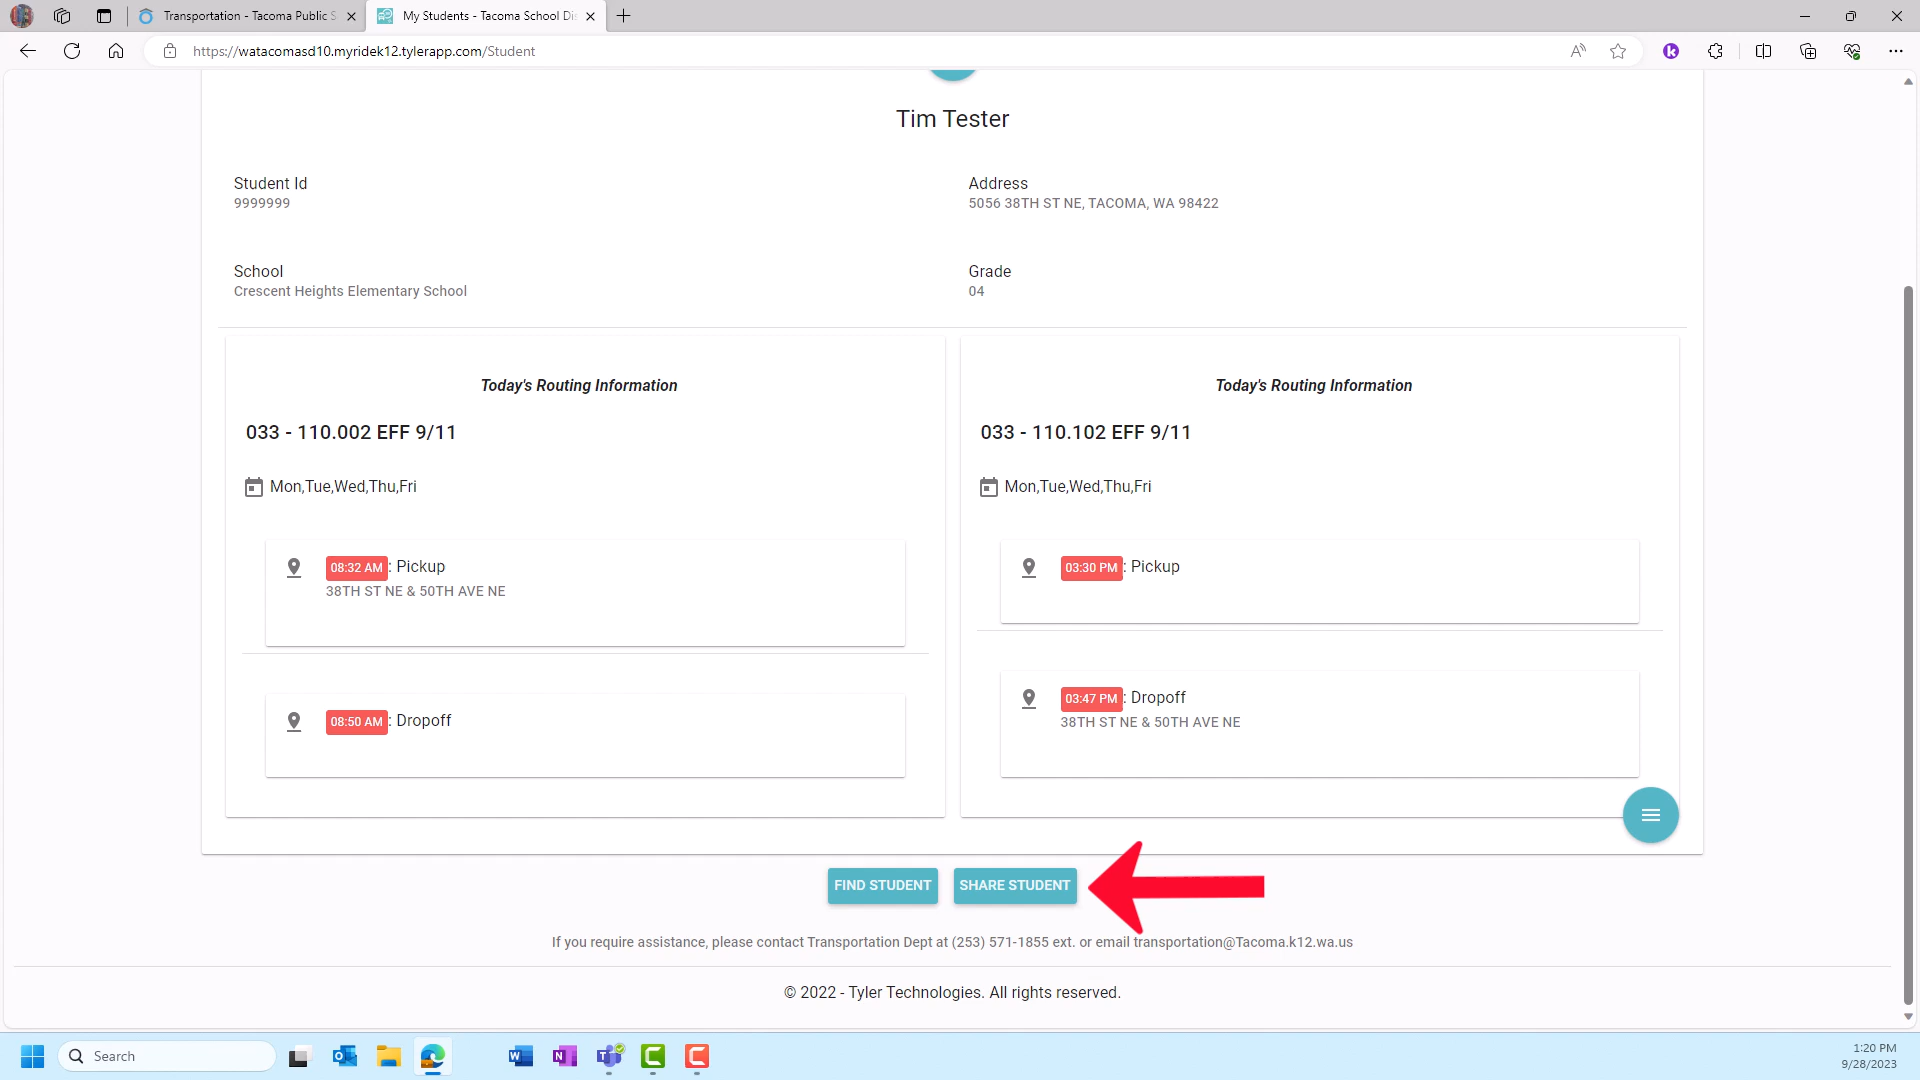 Transportation - Tacoma Public S
My Students - Tacoma School Dis
https://watacomasd10.myridek12.tylerapp.com/Student
Tim Tester
Student Id
9999999
Address
5056 38TH ST NE, TACOMA, WA 98422
School
Crescent Heights Elementary School
Grade
04
Today's Routing Information
033 - 110.002 EFF 9/11
Mon,Tue,Wed,Thu,Fri
08:32 AM : Pickup
38TH ST NE & 50TH AVE NE
08:50 AM : Dropoff
Today's Routing Information
033 - 110.102 EFF 9/11
Mon,Tue,Wed,Thu,Fri
03:30 PM : Pickup
03:47 PM : Dropoff
38TH ST NE & 50TH AVE NE
FIND STUDENT
SHARE STUDENT
If you require assistance, please contact Transportation Dept at (253) 571-1855 ext. or email transportation@Tacoma.k12.wa.us
© 2022 - Tyler Technologies. All rights reserved.
Search
1:20 PM
9/28/2023